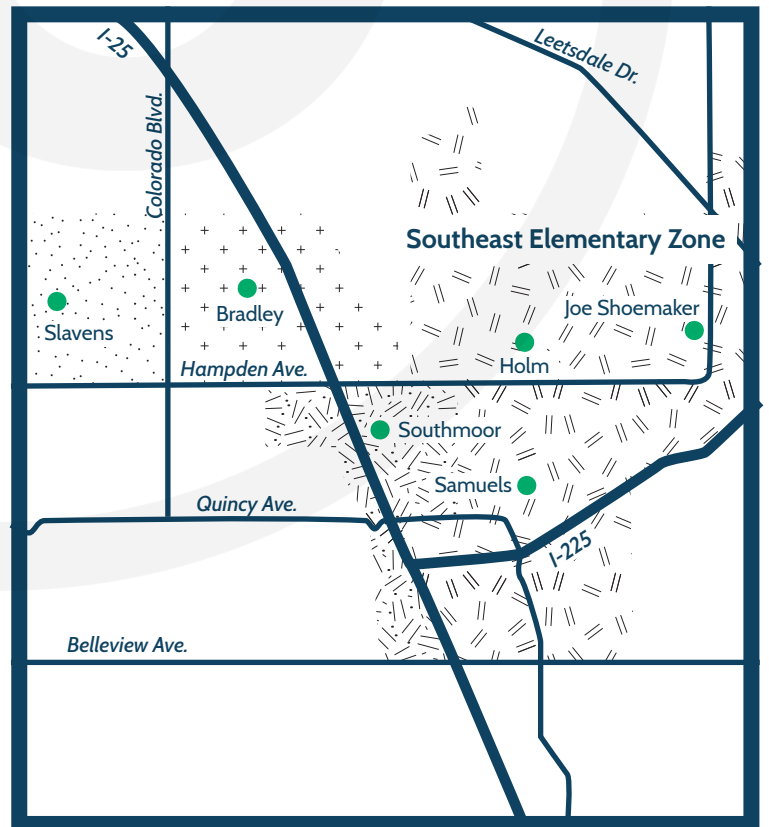 I-25
Leetsdale Dr.
Colorado Blvd.
Southeast Elementary Zone
Bradley
Joe Shoemaker
Slavens
Holm
Hampden Ave.
Southmoor
Samuels
Quincy Ave.
I-225
Belleview Ave.